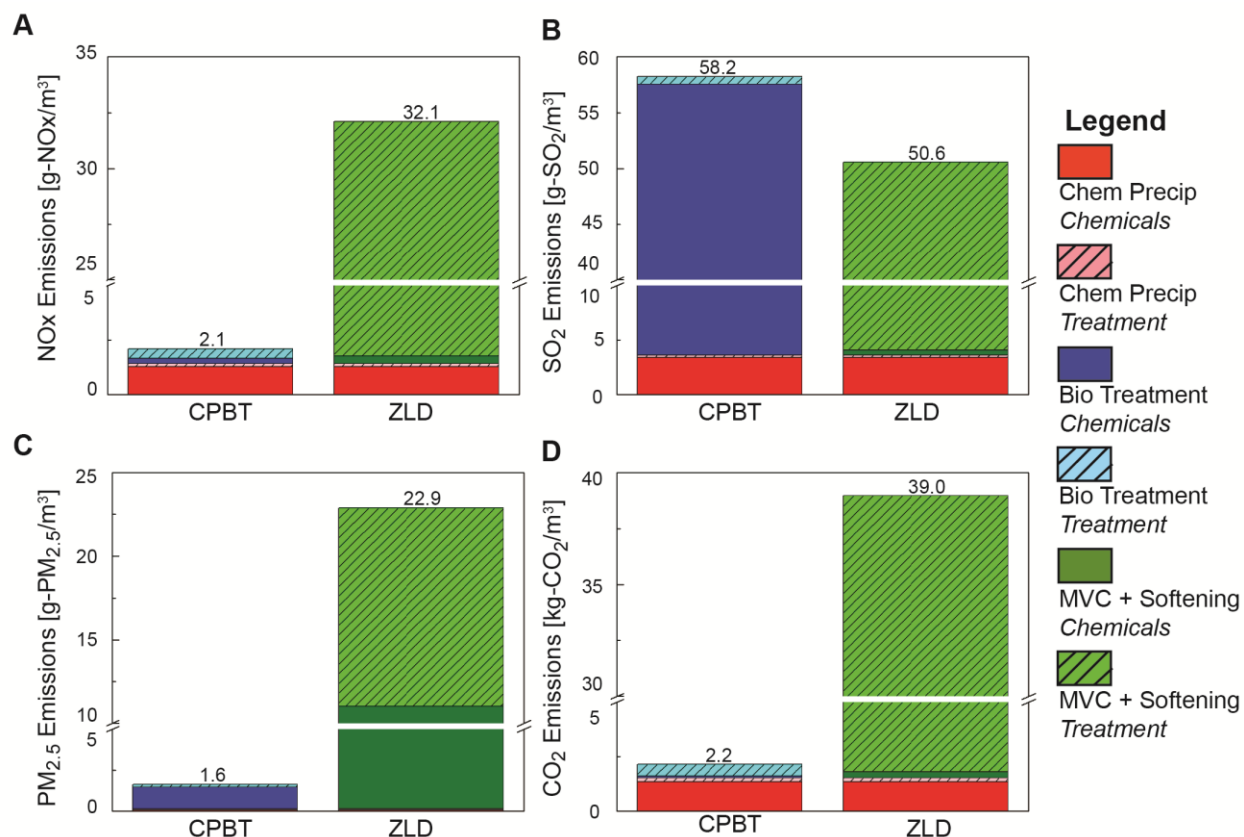 A
NOx Emissions [g-NOx/m³]
35
30
25
5
0
2.1
32.1
CPBT
ZLD
B
SO₂ Emissions [g-SO₂/m³]
60
55
50
45
40
10
5
0
58.2
50.6
CPBT
ZLD
C
PM₂.₅ Emissions [g-PM₂.₅/m³]
25
20
15
10
5
0
1.6
22.9
CPBT
ZLD
D
CO₂ Emissions [kg-CO₂/m³]
40
35
30
5
0
2.2
39.0
CPBT
ZLD
Legend
Chem Precip
Chemicals
Chem Precip
Treatment
Bio Treatment
Chemicals
Bio Treatment
Treatment
MVC + Softening
Chemicals
MVC + Softening
Treatment